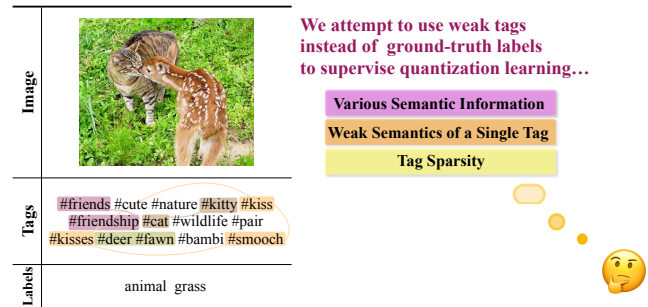 Image
We attempt to use weak tags
instead of ground-truth labels
to supervise quantization learning…
Various Semantic Information
Weak Semantics of a Single Tag
Tag Sparsity
Tags
#friends #cute #nature #kitty #kiss
#friendship #cat #wildlife #pair
#kisses #deer #fawn #bambi #smooch
Labels
animal grass